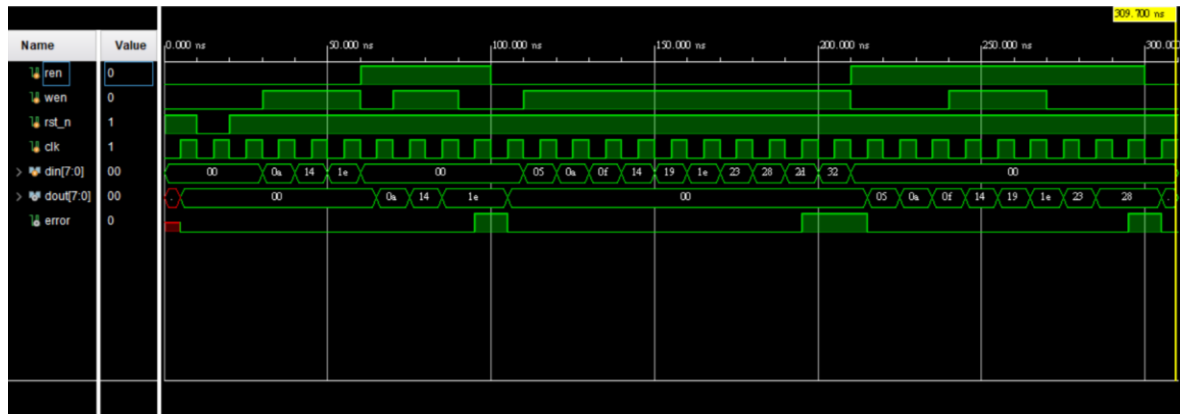 309.700 ns
Name Value 0.000 ns 50.000 ns 100.000 ns 150.000 ns 200.000 ns 250.000 ns 300.00
ren 0
wen 0
rst_n 1
clk 1
din[7:0] 00 00 0a 14 1e 00 05 0a 0f 14 19 1e 23 28 2d 32 00
dout[7:0] 00 . 00 0a 14 1e 00 05 0a 0f 14 19 1e 23 28 .
error 0